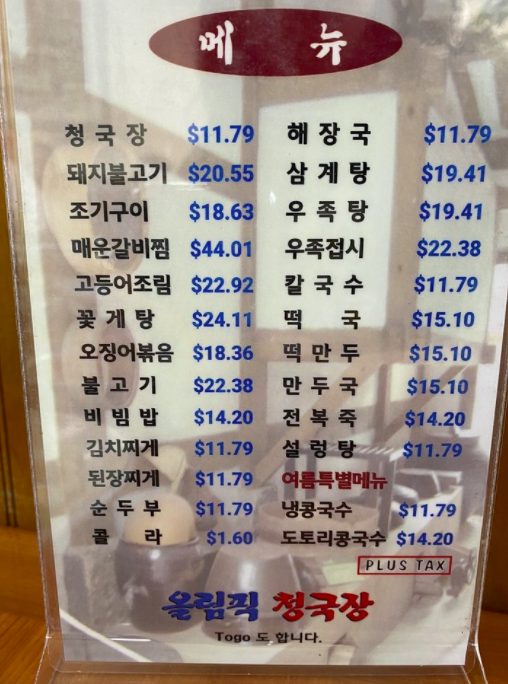 메 뉴
청 국 장 $11.79
돼지불고기 $20.55
조기구이 $18.63
매운갈비찜 $44.01
고등어조림 $22.92
꽃 게 탕 $24.11
오징어볶음 $18.36
불 고 기 $22.38
비 빔 밥 $14.20
김치찌게 $11.79
된장찌게 $11.79
순 두 부 $11.79
콜 라 $1.60
해 장 국 $11.79
삼 계 탕 $19.41
우 족 탕 $19.41
우족접시 $22.38
칼 국 수 $11.79
떡 국 $15.10
떡 만 두 $15.10
만 두 국 $15.10
전 복 죽 $14.20
설 렁 탕 $11.79
여름특별메뉴
냉콩국수 $11.79
도토리콩국수 $14.20
PLUS TAX
올림픽 청국장
Togo 도 합니다.